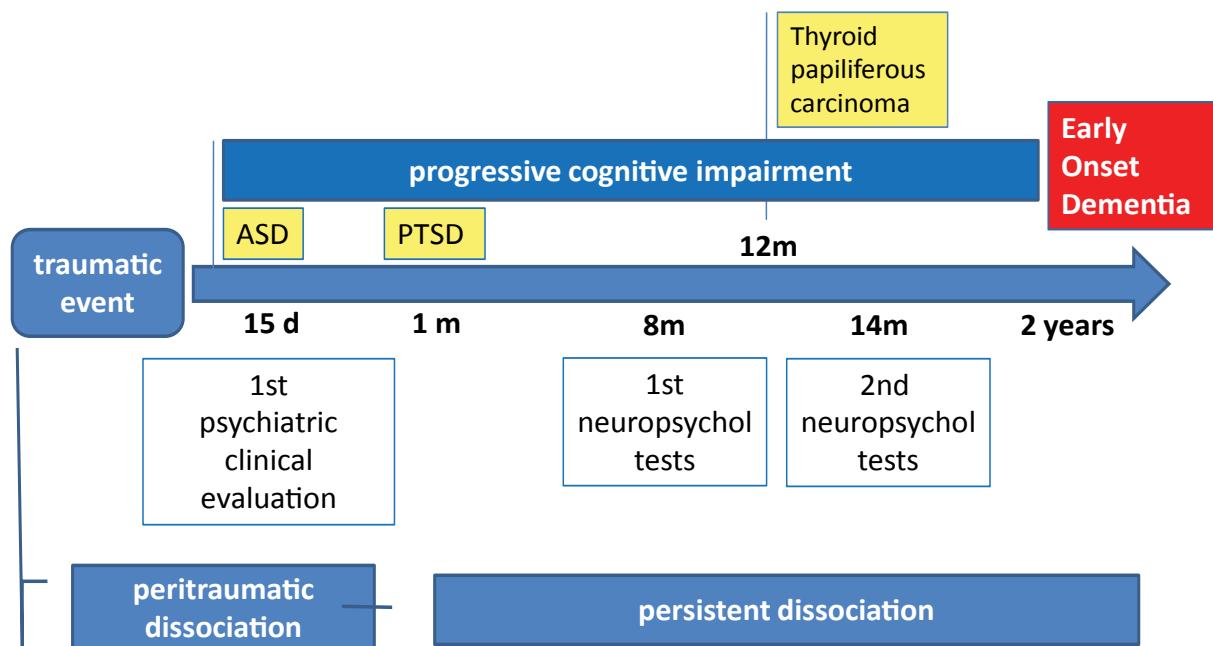 Thyroid
papiliferous
carcinoma
Early
Onset
Dementia
progressive cognitive impairment
ASD
PTSD
12m
traumatic
event
15 d
1 m
8m
14m
2 years
1st
psychiatric
clinical
evaluation
1st
neuropsychol
tests
2nd
neuropsychol
tests
peritraumatic
dissociation
persistent dissociation